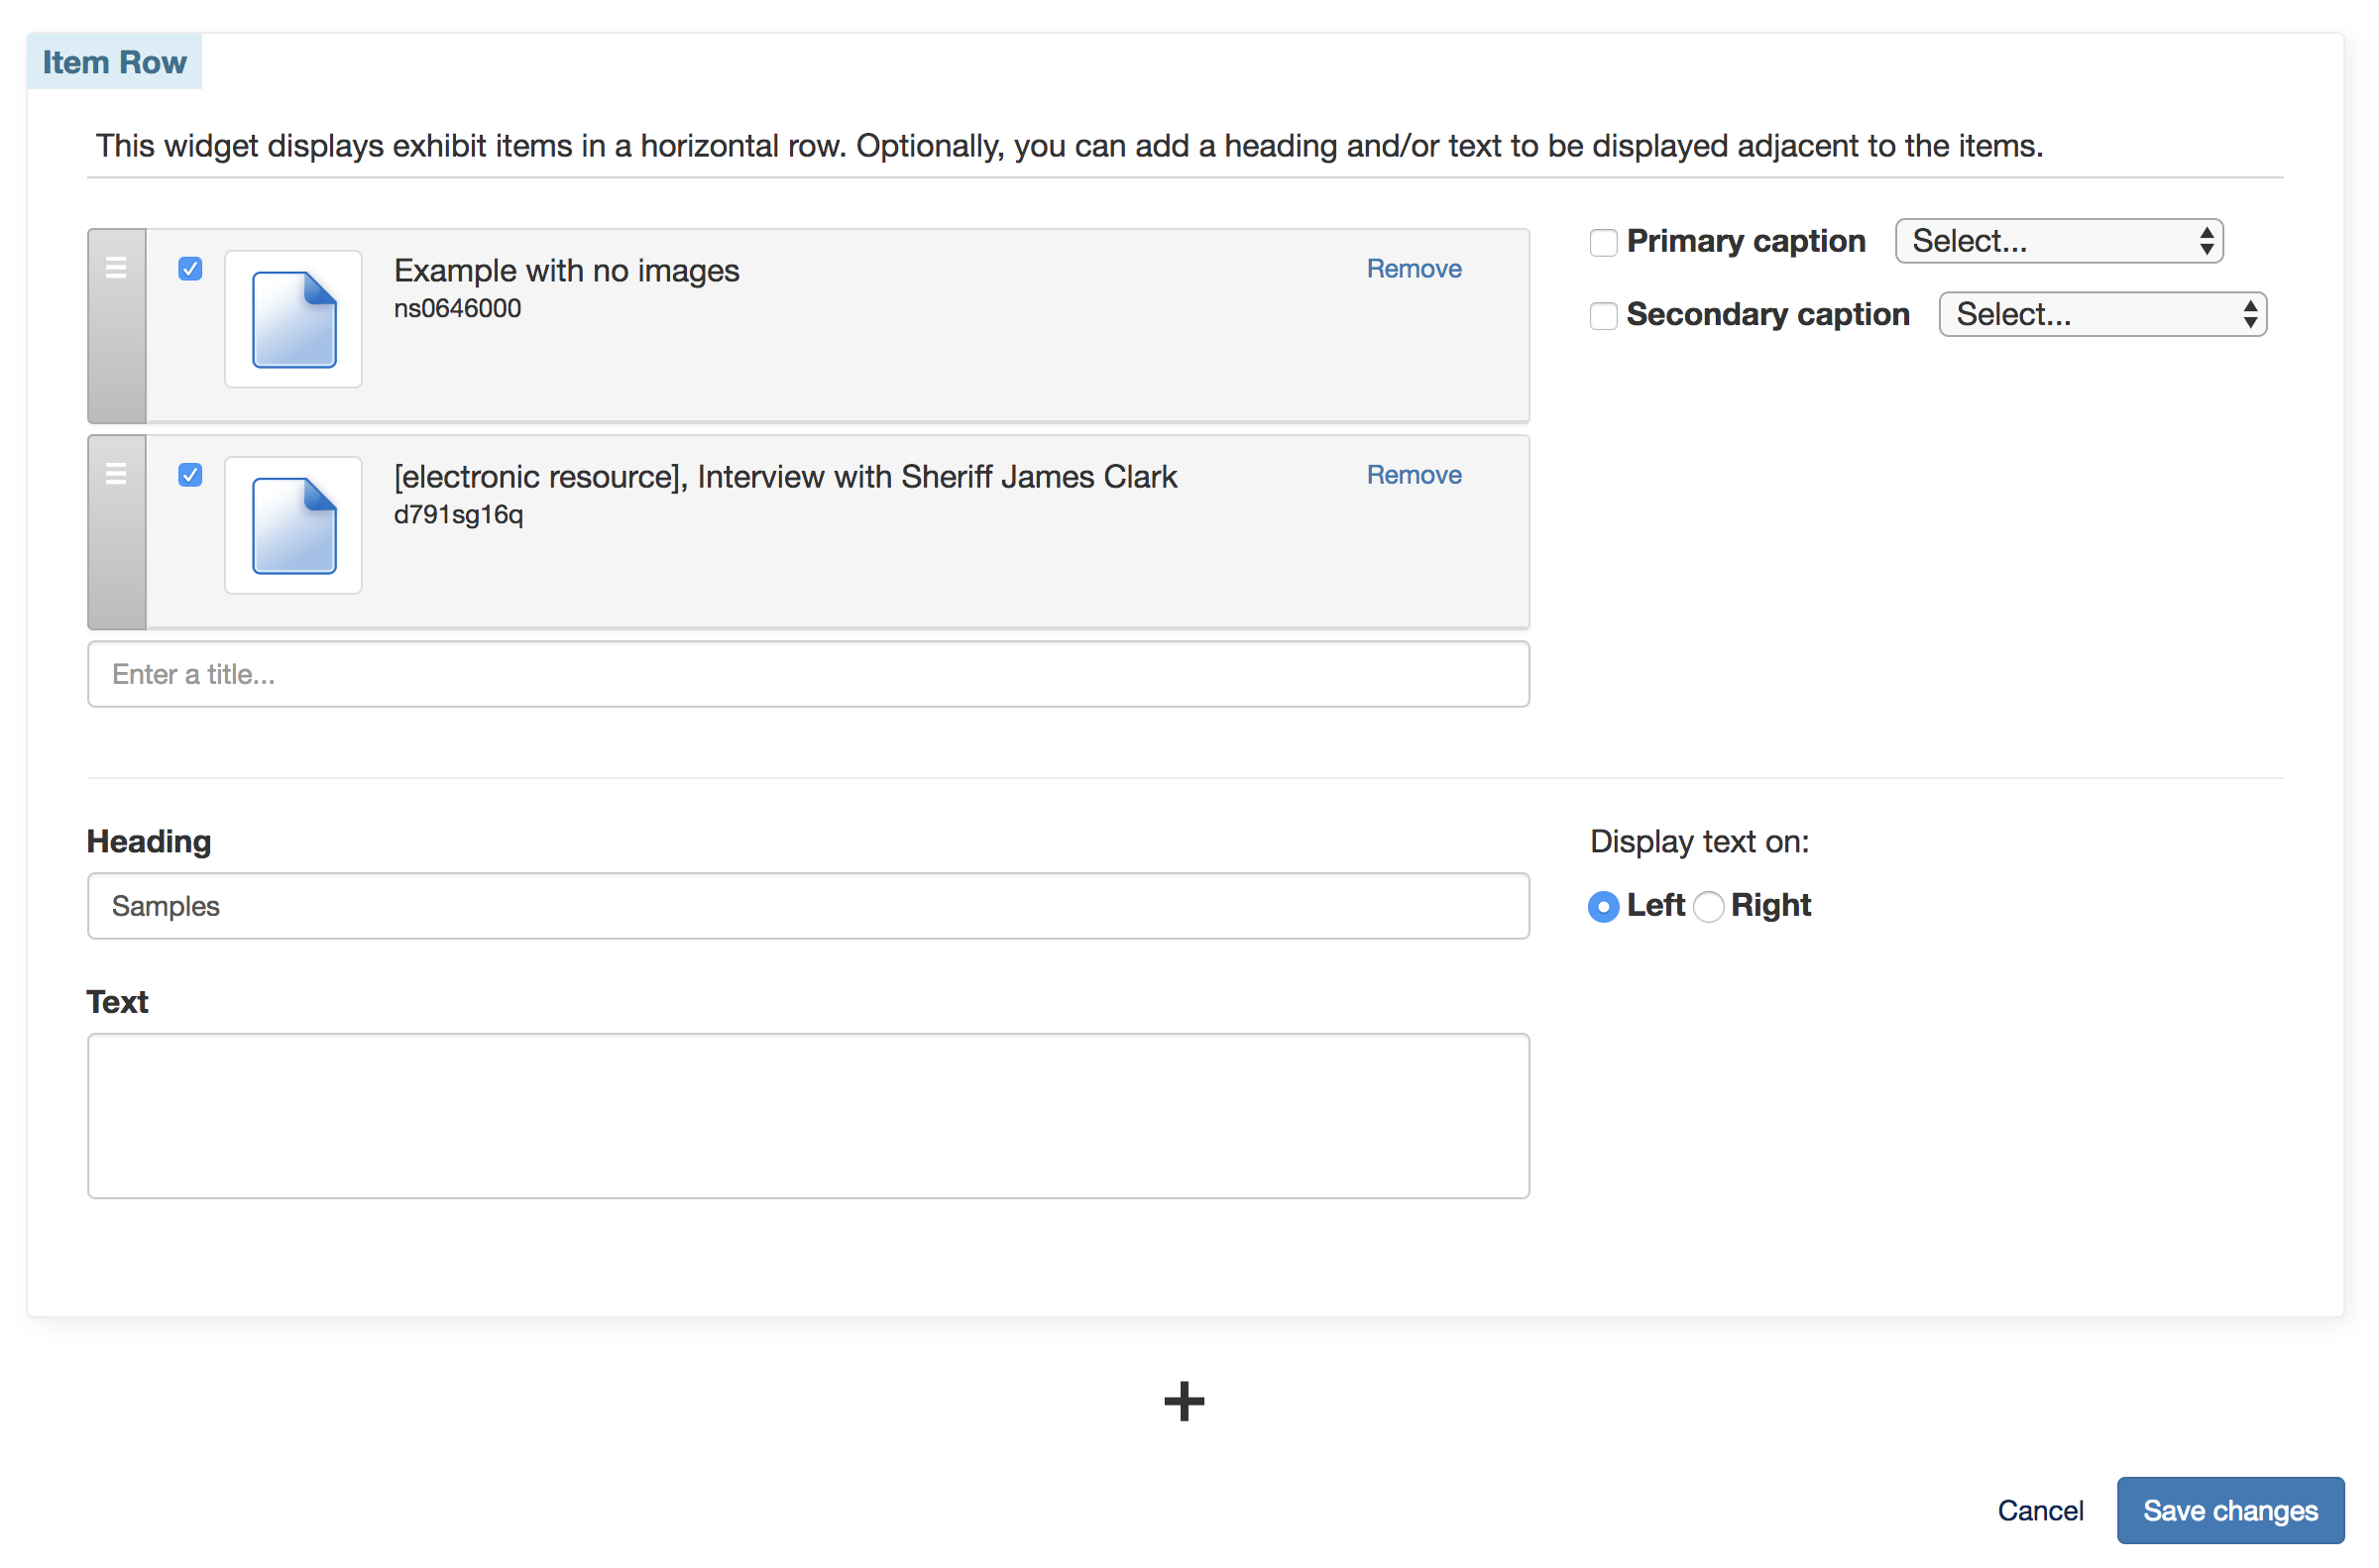 Item Row
This widget displays exhibit items in a horizontal row. Optionally, you can add a heading and/or text to be displayed adjacent to the items.
Example with no images
Remove
ns0646000
Primary caption Select...
Secondary caption Select...
[electronic resource], Interview with Sheriff James Clark
Remove
d791sg16q
Enter a title...
Heading
Samples
Display text on:
Left Right
Text
Cancel Save changes